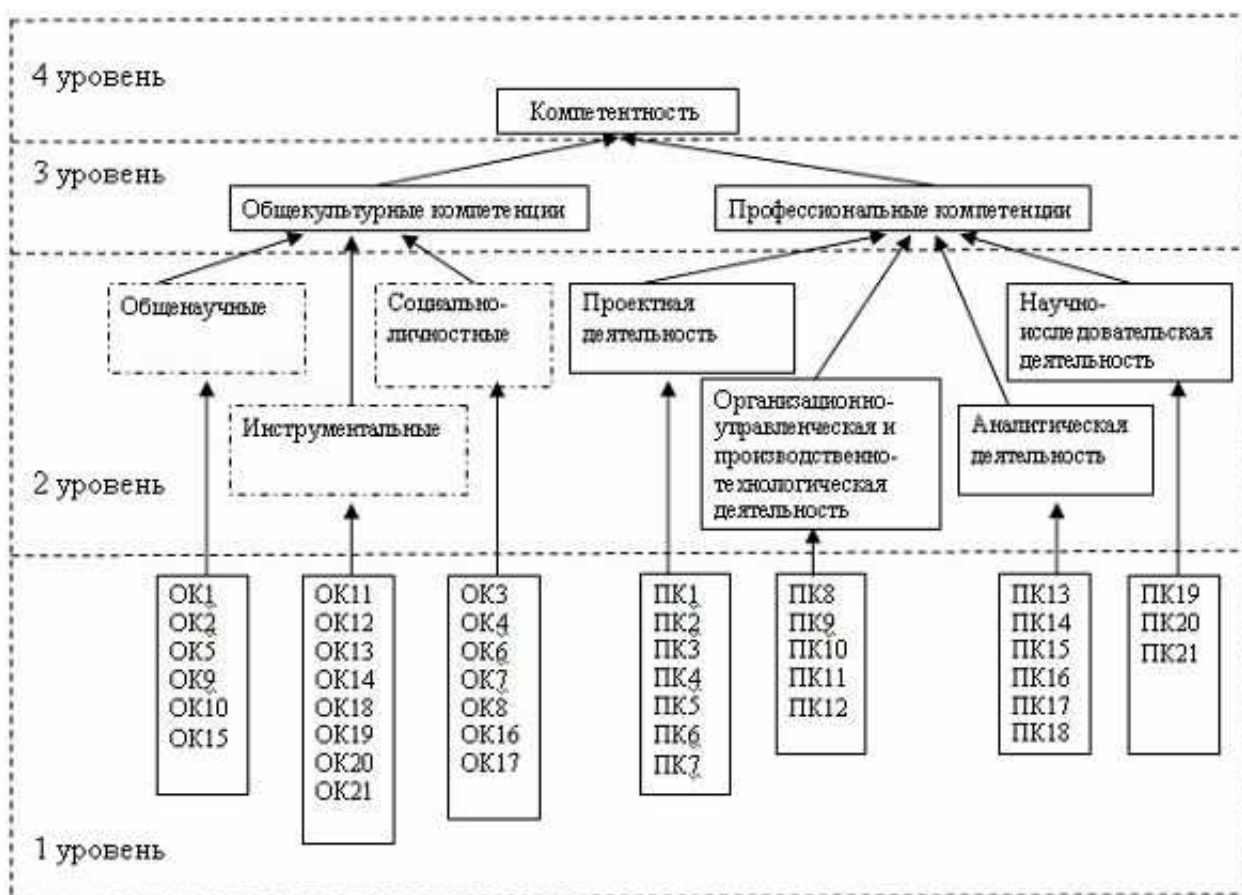 4 уровень
Компетентность
3 уровень
Общекультурные компетенции
Профессиональные компетенции
Общенаучные
Социально-
личностные
Проектная
деятельность
Научно-
исследовательская
деятельность
Инструментальные
Организационно-
управленческая и
производственно-
технологическая
деятельность
Аналитическая
деятельность
2 уровень
ОК1
ОК2
ОК5
ОК9
ОК10
ОК15
ОК11
ОК12
ОК13
ОК14
ОК18
ОК19
ОК20
ОК21
ОК3
ОК4
ОК6
ОК7
ОК8
ОК16
ОК17
ПК1
ПК2
ПК3
ПК4
ПК5
ПК6
ПК7
ПК8
ПК9
ПК10
ПК11
ПК12
ПК13
ПК14
ПК15
ПК16
ПК17
ПК18
ПК19
ПК20
ПК21
1 уровень